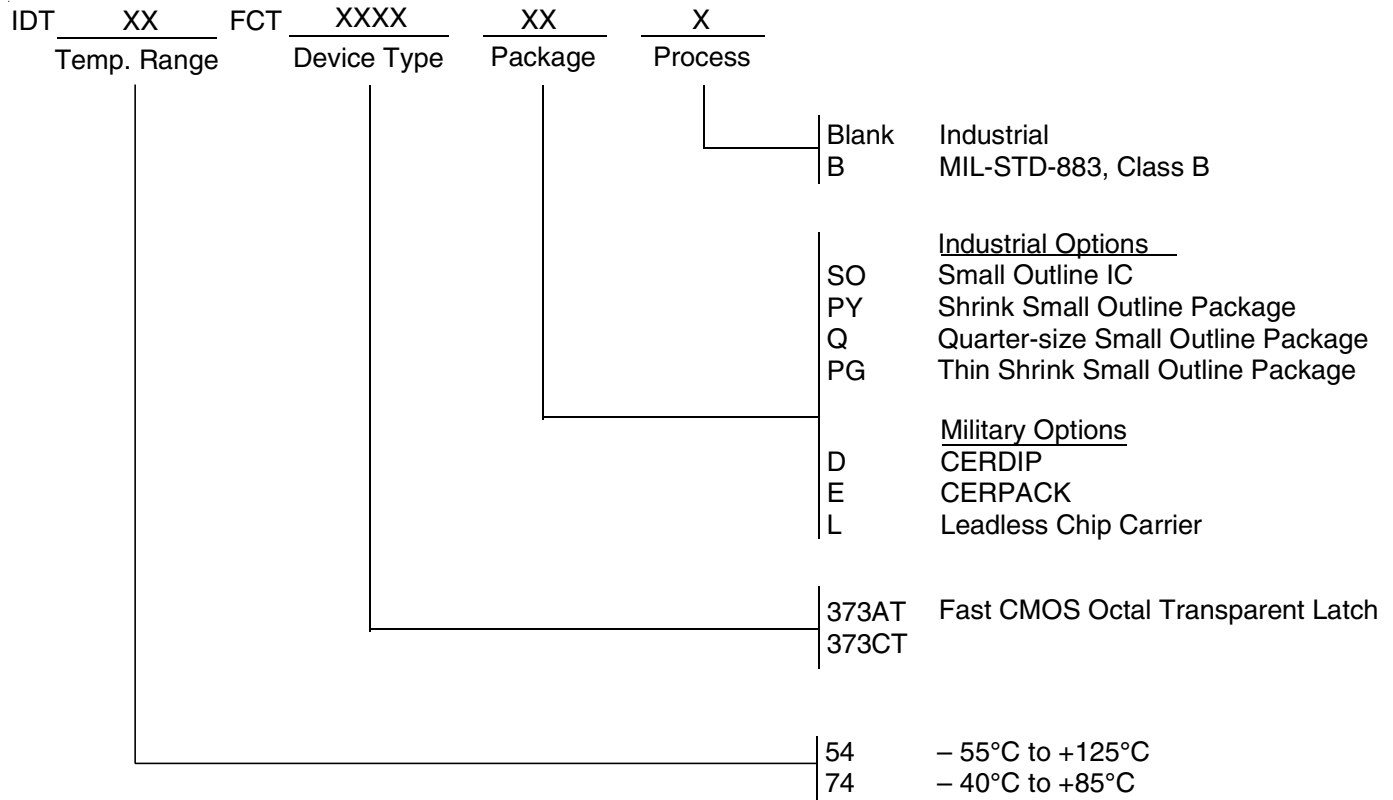 IDT XX FCT XXXX XX X
Temp. Range Device Type Package Process
Blank Industrial
B MIL-STD-883, Class B
Industrial Options
SO Small Outline IC
PY Shrink Small Outline Package
Q Quarter-size Small Outline Package
PG Thin Shrink Small Outline Package
Military Options
D CERDIP
E CERPACK
L Leadless Chip Carrier
373AT Fast CMOS Octal Transparent Latch
373CT
54 – 55°C to +125°C
74 – 40°C to +85°C